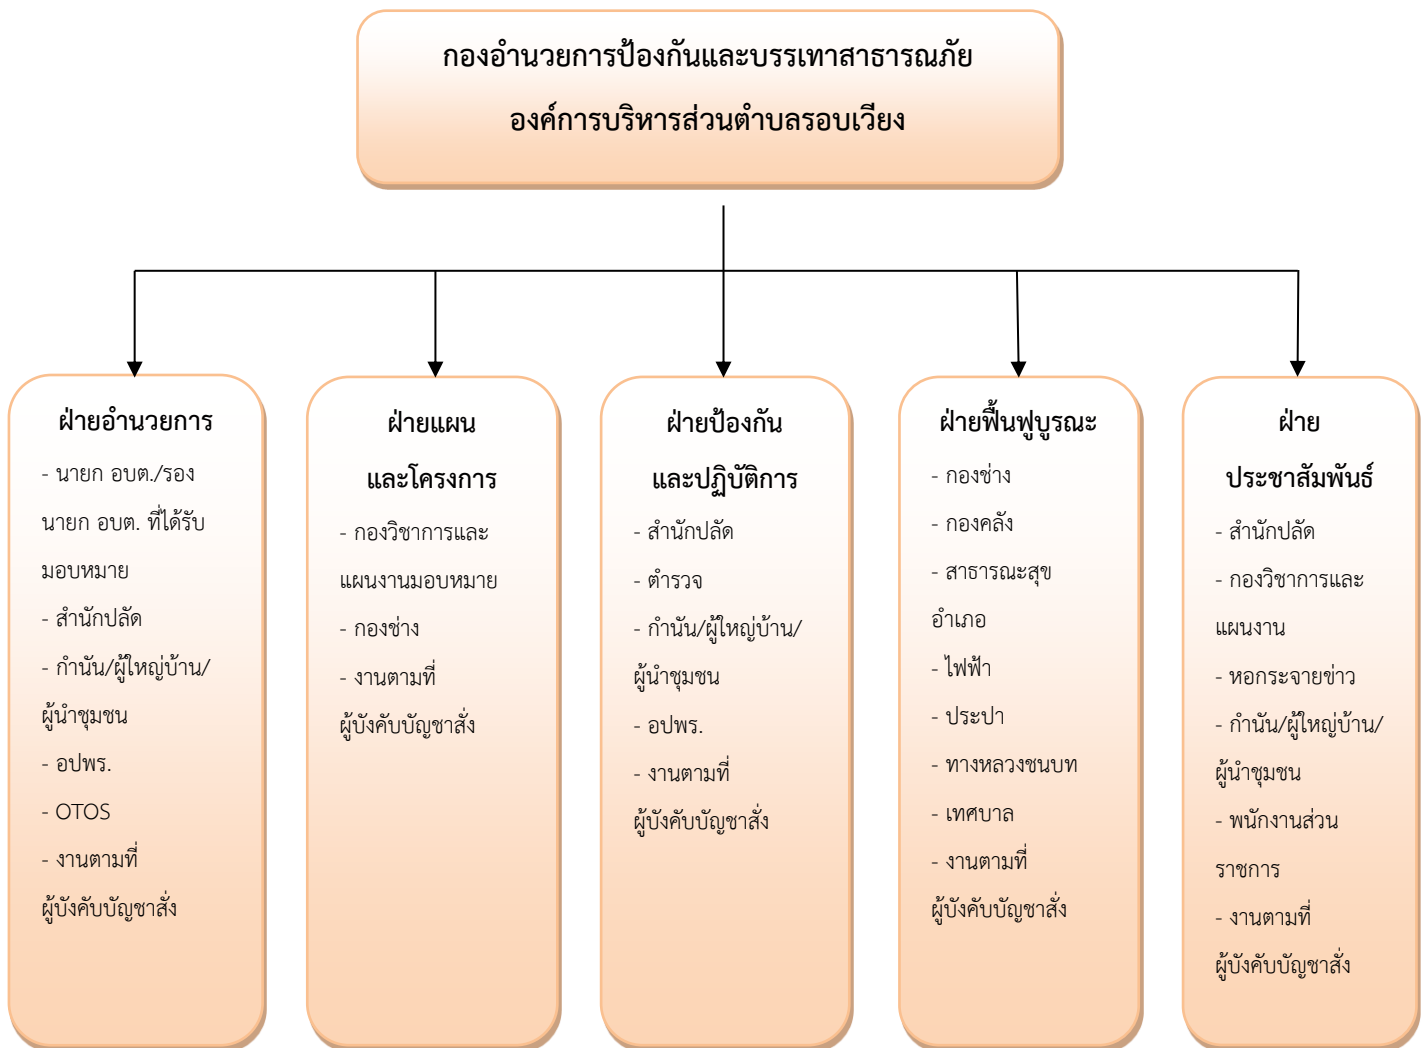 กองอำนวยการป้องกันและบรรเทาสาธารณภัย
องค์การบริหารส่วนตำบลรอบเวียง
ฝ่ายอำนวยการ
- นายก อบต./รอง
นายก อบต. ที่ได้รับ
มอบหมาย
- สำนักปลัด
- กำนัน/ผู้ใหญ่บ้าน/
ผู้นำชุมชน
- อปพร.
- OTOS
- งานตามที่
ผู้บังคับบัญชาสั่ง
ฝ่ายแผน
และโครงการ
- กองวิชาการและ
แผนงานมอบหมาย
- กองช่าง
- งานตามที่
ผู้บังคับบัญชาสั่ง
ฝ่ายป้องกัน
และปฏิบัติการ
- สำนักปลัด
- ตำรวจ
- กำนัน/ผู้ใหญ่บ้าน/
ผู้นำชุมชน
- อปพร.
- งานตามที่
ผู้บังคับบัญชาสั่ง
ฝ่ายฟื้นฟูบูรณะ
- กองช่าง
- กองคลัง
- สาธารณะสุข
อำเภอ
- ไฟฟ้า
- ประปา
- ทางหลวงชนบท
- เทศบาล
- งานตามที่
ผู้บังคับบัญชาสั่ง
ฝ่าย
ประชาสัมพันธ์
- สำนักปลัด
- กองวิชาการและ
แผนงาน
- หอกระจายข่าว
- กำนัน/ผู้ใหญ่บ้าน/
ผู้นำชุมชน
- พนักงานส่วน
ราชการ
- งานตามที่
ผู้บังคับบัญชาสั่ง